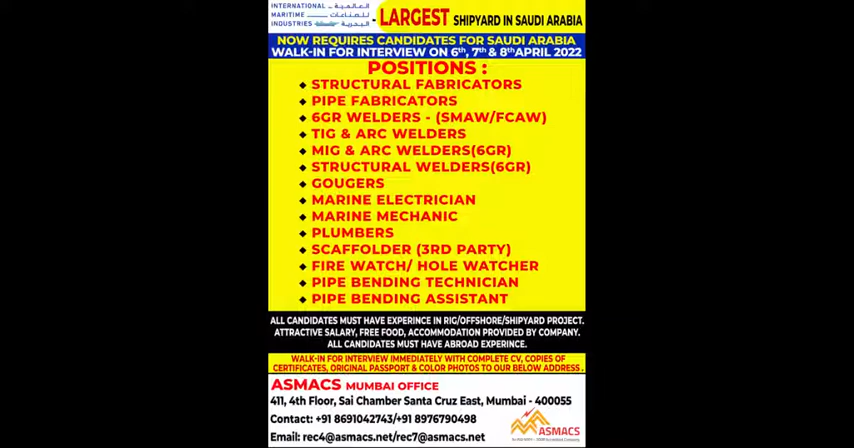 INTERNATIONAL العـالـمـيـة
MARITIME للصناعات
INDUSTRIES البحرية
- LARGEST SHIPYARD IN SAUDI ARABIA
NOW REQUIRES CANDIDATES FOR SAUDI ARABIA
WALK-IN FOR INTERVIEW ON 6th, 7th & 8th APRIL 2022
POSITIONS :
◆ STRUCTURAL FABRICATORS
◆ PIPE FABRICATORS
◆ 6GR WELDERS - (SMAW/FCAW)
◆ TIG & ARC WELDERS
◆ MIG & ARC WELDERS(6GR)
◆ STRUCTURAL WELDERS(6GR)
◆ GOUGERS
◆ MARINE ELECTRICIAN
◆ MARINE MECHANIC
◆ PLUMBERS
◆ SCAFFOLDER (3RD PARTY)
◆ FIRE WATCH/ HOLE WATCHER
◆ PIPE BENDING TECHNICIAN
◆ PIPE BENDING ASSISTANT
ALL CANDIDATES MUST HAVE EXPERINCE IN RIG/OFFSHORE/SHIPYARD PROJECT.
ATTRACTIVE SALARY, FREE FOOD, ACCOMMODATION PROVIDED BY COMPANY.
ALL CANDIDATES MUST HAVE ABROAD EXPERINCE.
WALK-IN FOR INTERVIEW IMMEDIATELY WITH COMPLETE CV, COPIES OF
CERTIFICATES, ORIGINAL PASSPORT & COLOR PHOTOS TO OUR BELOW ADDRESS .
ASMACS MUMBAI OFFICE
411, 4th Floor, Sai Chamber Santa Cruz East, Mumbai - 400055
Contact: +91 8691042743/+91 8976790498
Email: rec4@asmacs.net/rec7@asmacs.net
ASMACS